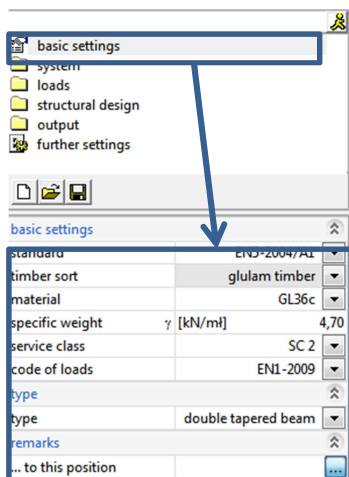 basic settings
system
loads
structural design
output
further settings
basic settings
standard EN5-2004/A1
timber sort glulam timber
material GL36c
specific weight γ [kN/mł] 4,70
service class SC 2
code of loads EN1-2009
type
type double tapered beam
remarks
... to this position ...